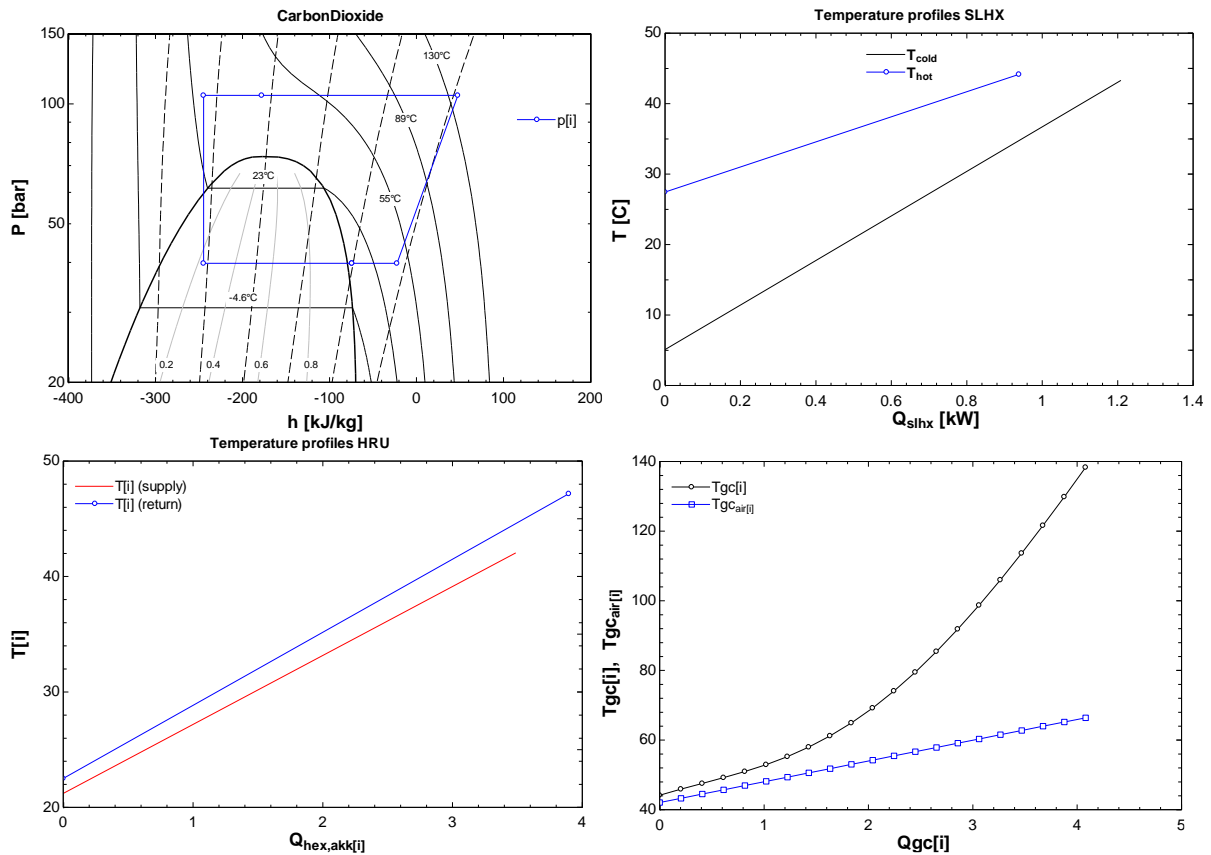 CarbonDioxide
150
100
50
20
P [bar]
130°C
89°C
55°C
23°C
-4.6°C
0.2 0.4 0.6 0.8
p[i]
-400 -300 -200 -100 0 100 200
h [kJ/kg]
Temperature profiles SLHX
T_cold
T_hot
50
40
30
20
10
0
T [C]
0 0.2 0.4 0.6 0.8 1 1.2 1.4
Q_slhx [kW]
Temperature profiles HRU
T[i] (supply)
T[i] (return)
50
40
30
20
T[i]
0 1 2 3 4
Q_hex,akk[i]
Tgc[i]
Tgc_air[i]
140
120
100
80
60
40
Tgc[i], Tgc_air[i]
0 1 2 3 4 5
Qgc[i]